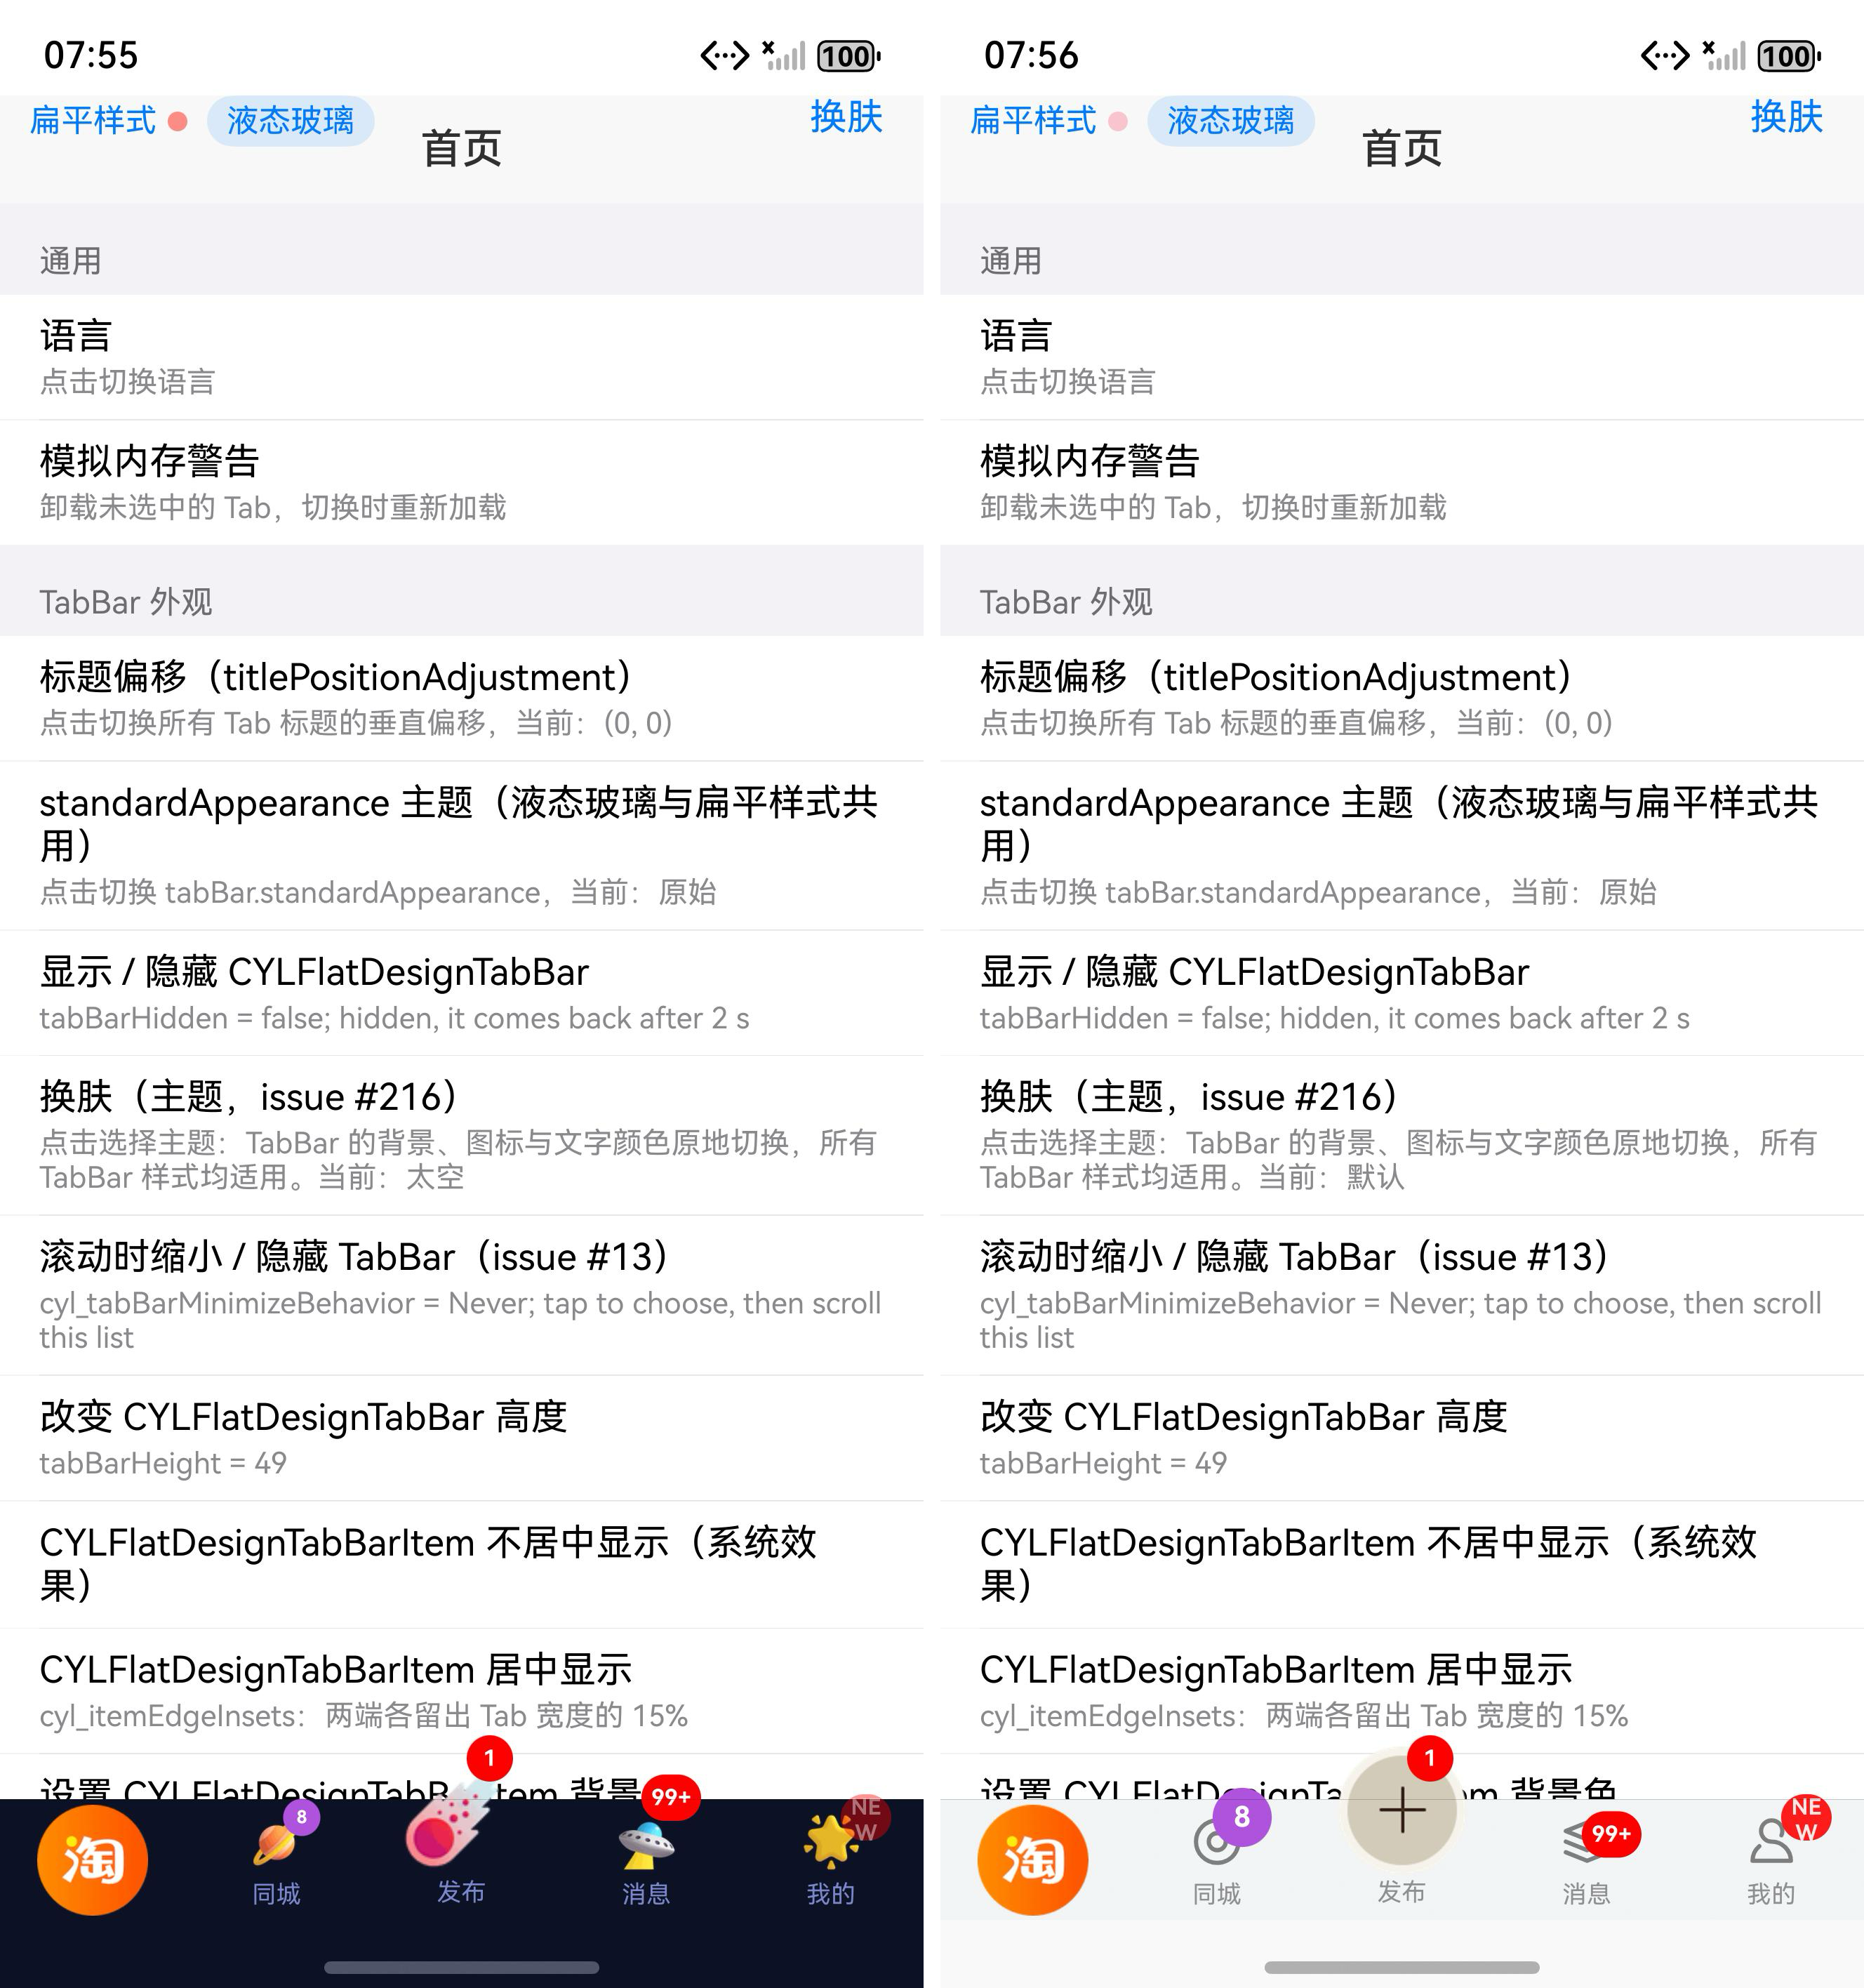 07:55
100
扁平样式
液态玻璃
首页
换肤
通用
语言
点击切换语言
模拟内存警告
卸载未选中的 Tab，切换时重新加载
TabBar 外观
标题偏移（titlePositionAdjustment）
点击切换所有 Tab 标题的垂直偏移，当前：(0, 0)
standardAppearance 主题（液态玻璃与扁平样式共
用）
点击切换 tabBar.standardAppearance，当前：原始
显示 / 隐藏 CYLFlatDesignTabBar
tabBarHidden = false; hidden, it comes back after 2 s
换肤（主题，issue #216）
点击选择主题：TabBar 的背景、图标与文字颜色原地切换，所有
TabBar 样式均适用。当前：太空
滚动时缩小 / 隐藏 TabBar（issue #13）
cyl_tabBarMinimizeBehavior = Never; tap to choose, then scroll
this list
改变 CYLFlatDesignTabBar 高度
tabBarHeight = 49
CYLFlatDesignTabBarItem 不居中显示（系统效
果）
CYLFlatDesignTabBarItem 居中显示
cyl_itemEdgeInsets：两端各留出 Tab 宽度的 15%
设置 CYLFlatDesignTabBarItem 背景
1
99+
8
NE
W
淘
同城
发布
消息
我的
07:56
100
扁平样式
液态玻璃
首页
换肤
通用
语言
点击切换语言
模拟内存警告
卸载未选中的 Tab，切换时重新加载
TabBar 外观
标题偏移（titlePositionAdjustment）
点击切换所有 Tab 标题的垂直偏移，当前：(0, 0)
standardAppearance 主题（液态玻璃与扁平样式共
用）
点击切换 tabBar.standardAppearance，当前：原始
显示 / 隐藏 CYLFlatDesignTabBar
tabBarHidden = false; hidden, it comes back after 2 s
换肤（主题，issue #216）
点击选择主题：TabBar 的背景、图标与文字颜色原地切换，所有
TabBar 样式均适用。当前：默认
滚动时缩小 / 隐藏 TabBar（issue #13）
cyl_tabBarMinimizeBehavior = Never; tap to choose, then scroll
this list
改变 CYLFlatDesignTabBar 高度
tabBarHeight = 49
CYLFlatDesignTabBarItem 不居中显示（系统效
果）
CYLFlatDesignTabBarItem 居中显示
cyl_itemEdgeInsets：两端各留出 Tab 宽度的 15%
设置 CYLFlatDesignTabBarItem 背景色
1
8
99+
NE
W
淘
同城
发布
消息
我的